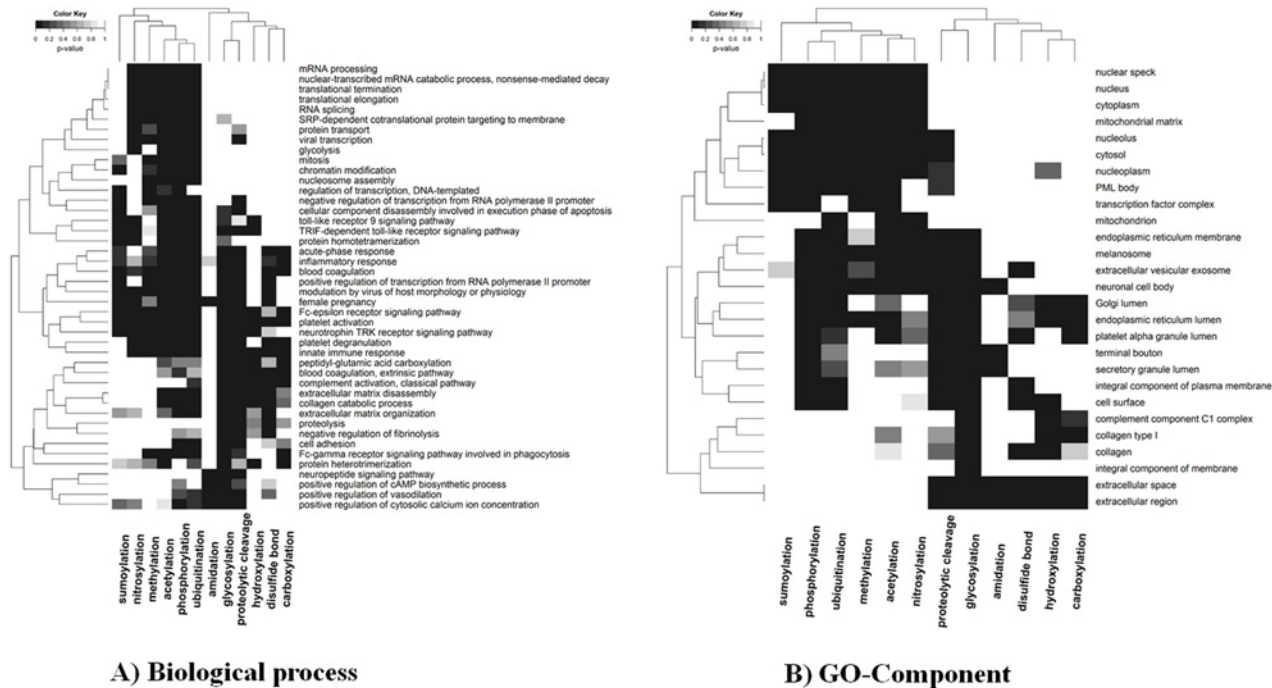 Color Key
0 0.2 0.4 0.6 0.8 1
p-value
mRNA processing
nuclear-transcribed mRNA catabolic process, nonsense-mediated decay
translational termination
translational elongation
RNA splicing
SRP-dependent cotranslational protein targeting to membrane
protein transport
viral transcription
glycolysis
mitosis
chromatin modification
nucleosome assembly
regulation of transcription, DNA-templated
negative regulation of transcription from RNA polymerase II promoter
cellular component disassembly involved in execution phase of apoptosis
toll-like receptor 9 signaling pathway
TRIF-dependent toll-like receptor signaling pathway
protein homotetramerization
acute-phase response
inflammatory response
blood coagulation
positive regulation of transcription from RNA polymerase II promoter
modulation by virus of host morphology or physiology
female pregnancy
Fc-epsilon receptor signaling pathway
platelet activation
neurotrophin TRK receptor signaling pathway
platelet degranulation
innate immune response
peptidyl-glutamic acid carboxylation
blood coagulation, extrinsic pathway
complement activation, classical pathway
extracellular matrix disassembly
collagen catabolic process
extracellular matrix organization
proteolysis
negative regulation of fibrinolysis
cell adhesion
Fc-gamma receptor signaling pathway involved in phagocytosis
protein heterotrimerization
neuropeptide signaling pathway
positive regulation of cAMP biosynthetic process
positive regulation of vasodilation
positive regulation of cytosolic calcium ion concentration
sumoylation
nitrosylation
methylation
acetylation
phosphorylation
ubiquitination
amidation
glycosylation
proteolytic cleavage
hydroxylation
disulfide bond
carboxylation
A) Biological process
Color Key
0 0.2 0.4 0.6 0.8 1
p-value
nuclear speck
nucleus
cytoplasm
mitochondrial matrix
nucleolus
cytosol
nucleoplasm
PML body
transcription factor complex
mitochondrion
endoplasmic reticulum membrane
melanosome
extracellular vesicular exosome
neuronal cell body
Golgi lumen
endoplasmic reticulum lumen
platelet alpha granule lumen
terminal bouton
secretory granule lumen
integral component of plasma membrane
cell surface
complement component C1 complex
collagen type I
collagen
integral component of membrane
extracellular space
extracellular region
sumoylation
phosphorylation
ubiquitination
methylation
acetylation
nitrosylation
proteolytic cleavage
glycosylation
amidation
disulfide bond
hydroxylation
carboxylation
B) GO-Component